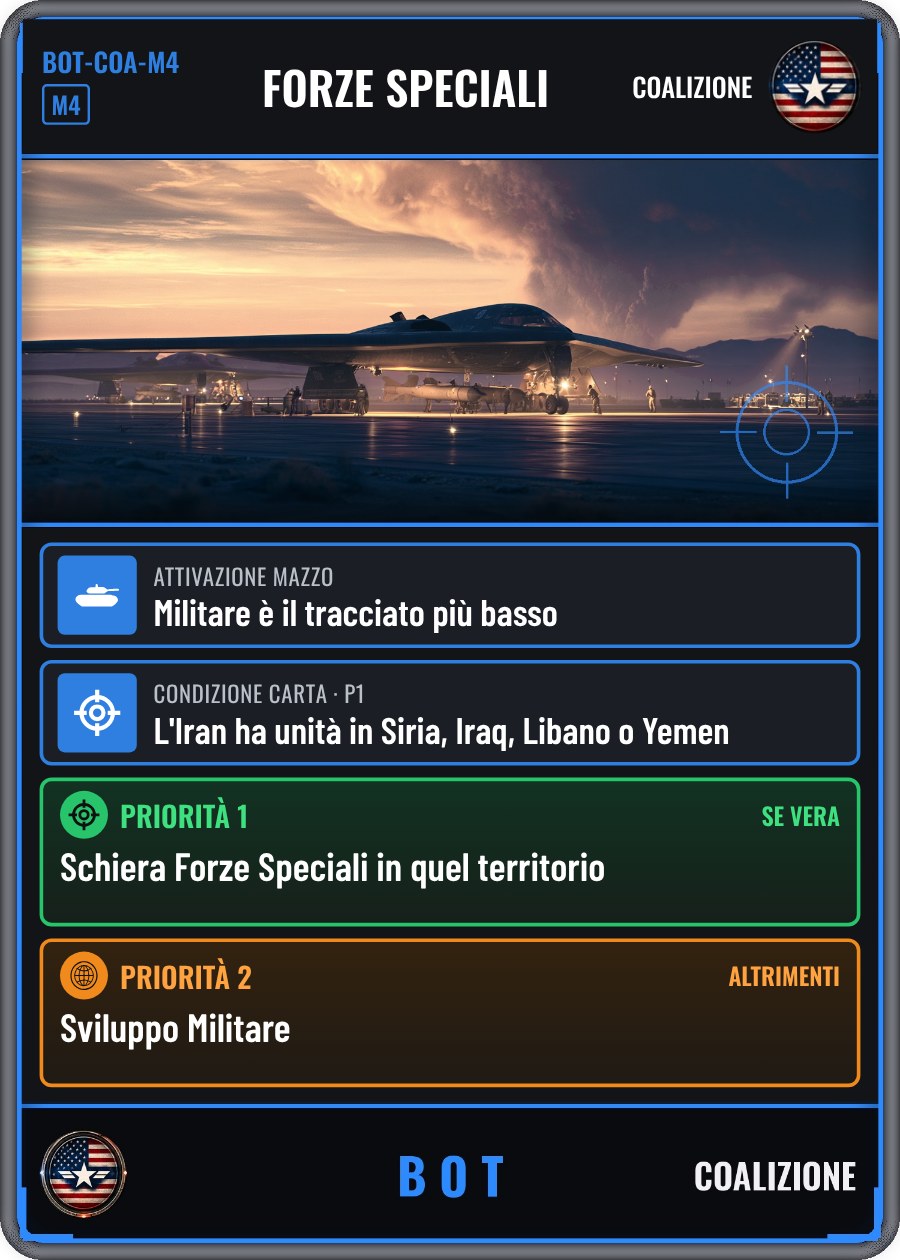 BOT-COA-M4
M4
FORZE SPECIALI
COALIZIONE
ATTIVAZIONE MAZZO
Militare è il tracciato più basso
CONDIZIONE CARTA · P1
L'Iran ha unità in Siria, Iraq, Libano o Yemen
PRIORITÀ 1
SE VERA
Schiera Forze Speciali in quel territorio
PRIORITÀ 2
ALTRIMENTI
Sviluppo Militare
BOT
COALIZIONE